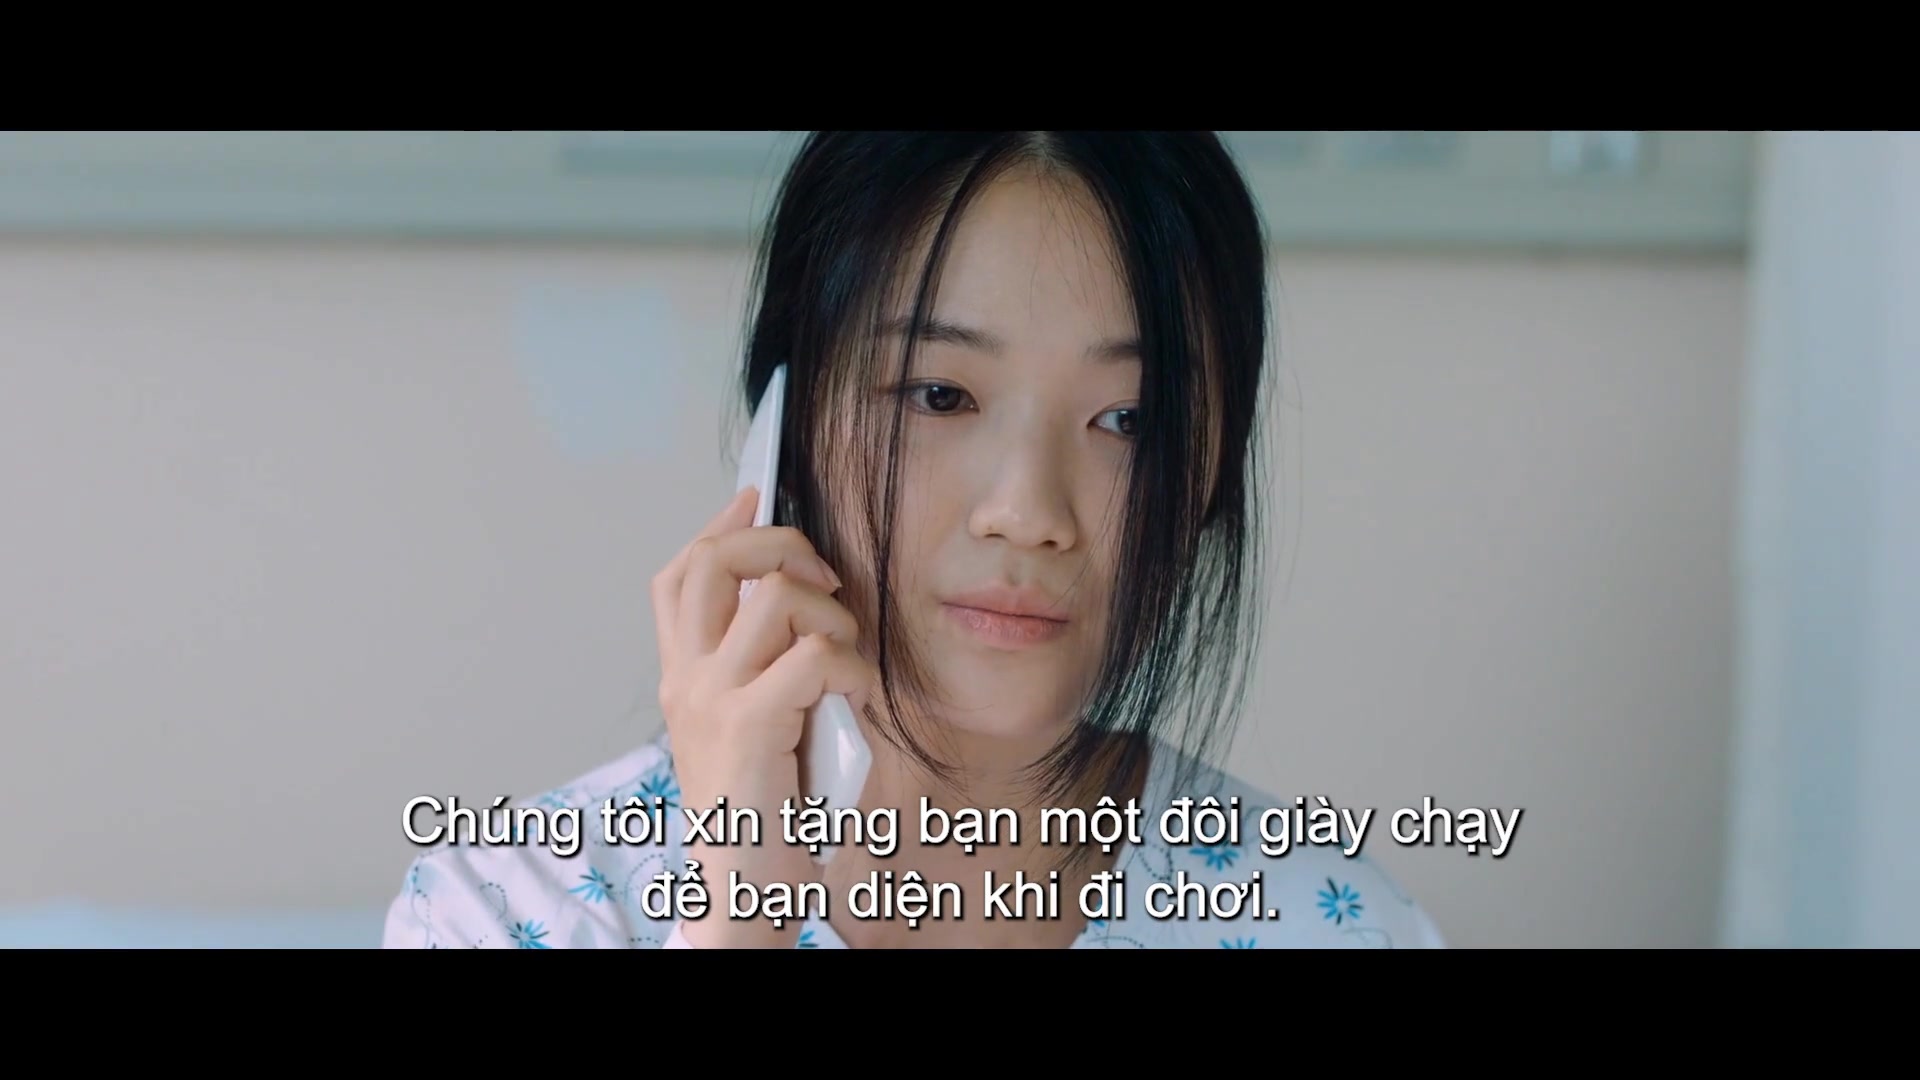 Chúng tôi xin tặng bạn một đôi giày chạy
để bạn diện khi đi chơi.